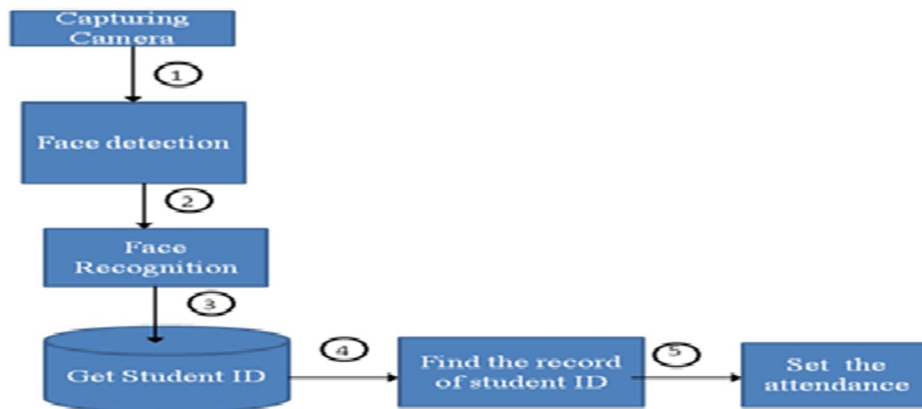 Capturing
Camera
1
Face detection
2
Face
Recognition
3
Get Student ID
4
Find the record
of student ID
5
Set the
attendance